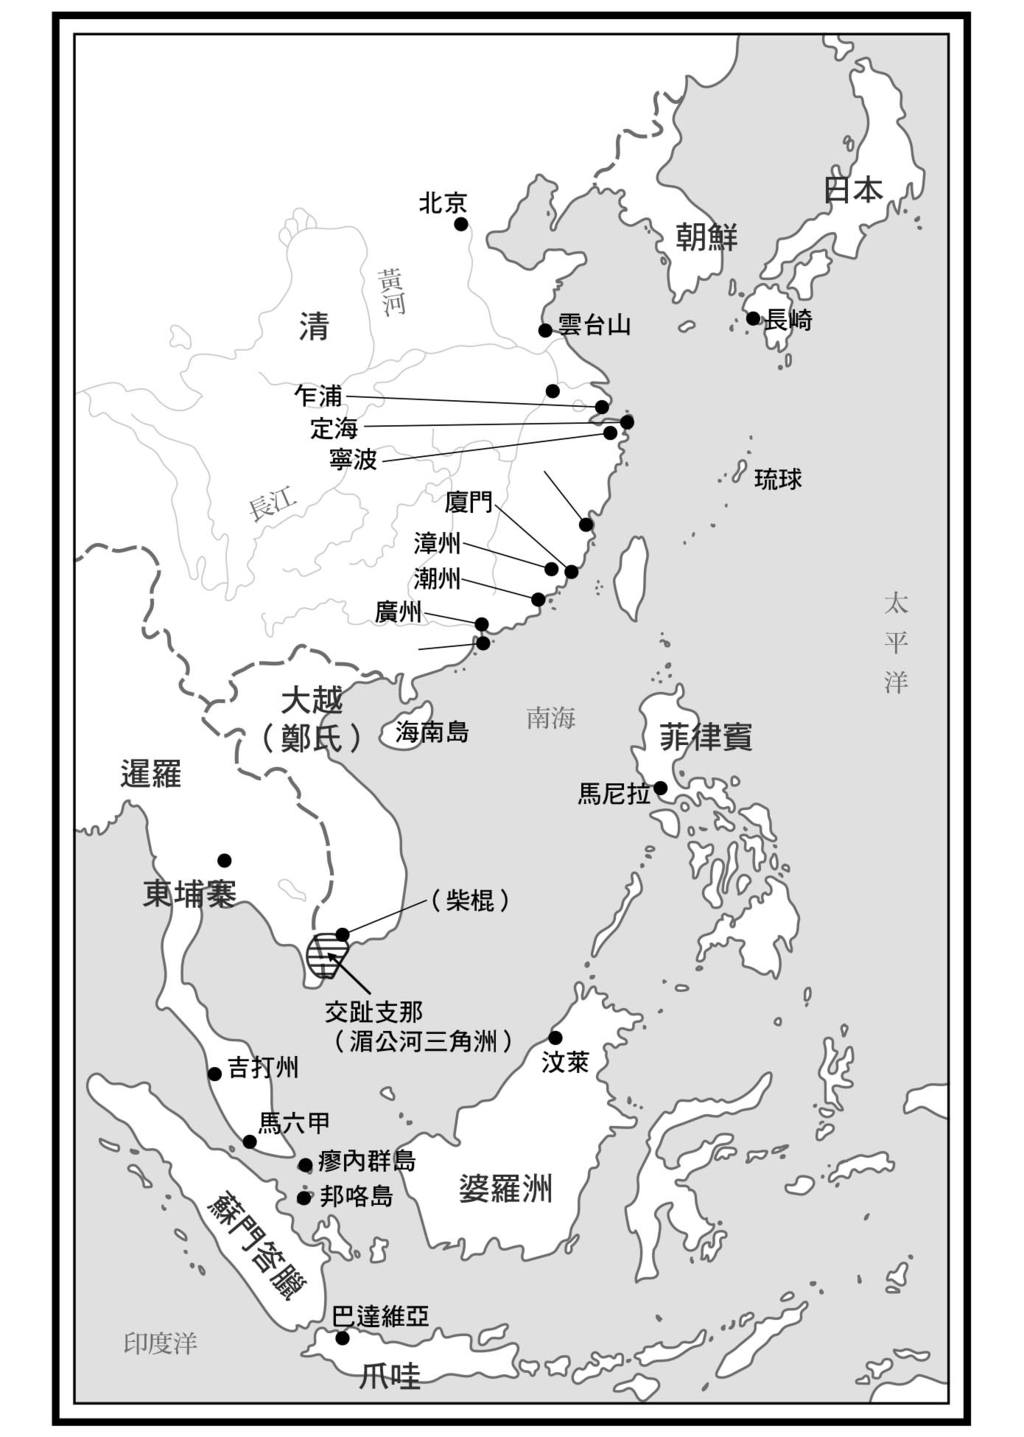 北京
日本
朝鮮
黃河
清
雲台山
長崎
乍浦
定海
寧波
琉球
長江
廈門
漳州
潮州
廣州
太平洋
大越
(鄭氏)
海南島
南海
菲律賓
暹羅
馬尼拉
東埔寨
(柴棍)
交趾支那
(湄公河三角洲)
汶萊
吉打州
馬六甲
廖內群島
邦咯島
婆羅洲
蘇門答臘
巴達維亞
印度洋
爪哇